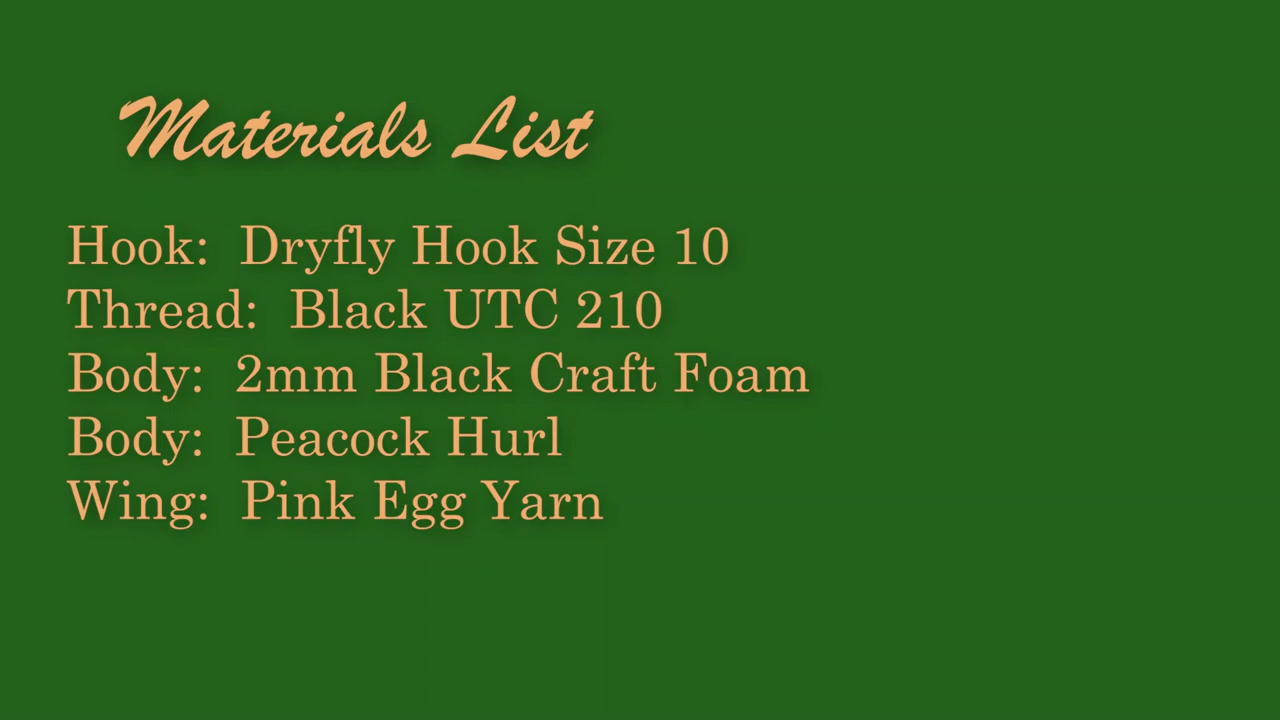 Materials List
Hook:  Dryfly Hook Size 10
Thread:  Black UTC 210
Body:  2mm Black Craft Foam
Body:  Peacock Hurl
Wing:  Pink Egg Yarn